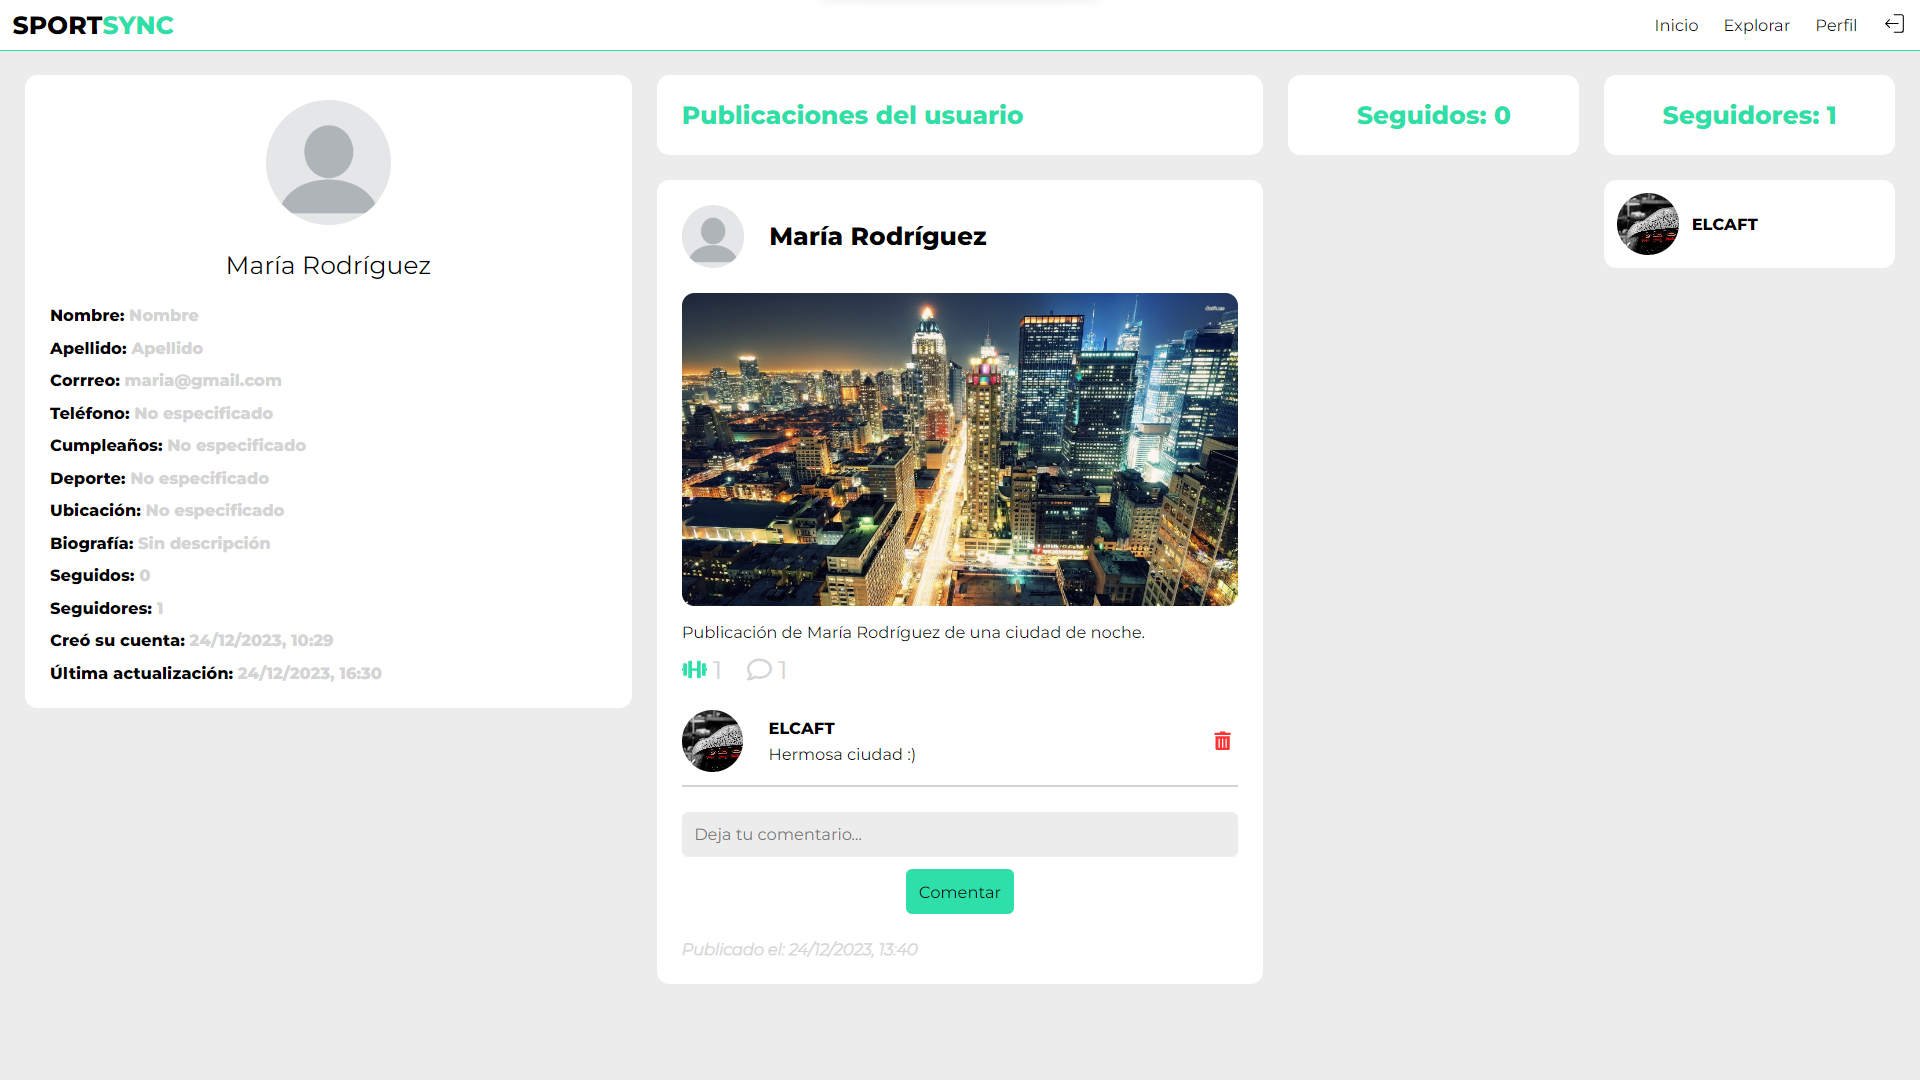 SPORTSYNC
Inicio
Explorar
Perfil
María Rodríguez
Nombre: Nombre
Apellido: Apellido
Corrreo: maria@gmail.com
Teléfono: No especificado
Cumpleaños: No especificado
Deporte: No especificado
Ubicación: No especificado
Biografía: Sin descripción
Seguidos: 0
Seguidores: 1
Creó su cuenta: 24/12/2023, 10:29
Última actualización: 24/12/2023, 16:30
Publicaciones del usuario
María Rodríguez
Publicación de María Rodríguez de una ciudad de noche.
1 1
ELCAFT
Hermosa ciudad :)
Deja tu comentario...
Comentar
Publicado el: 24/12/2023, 13:40
Seguidos: 0
Seguidores: 1
ELCAFT